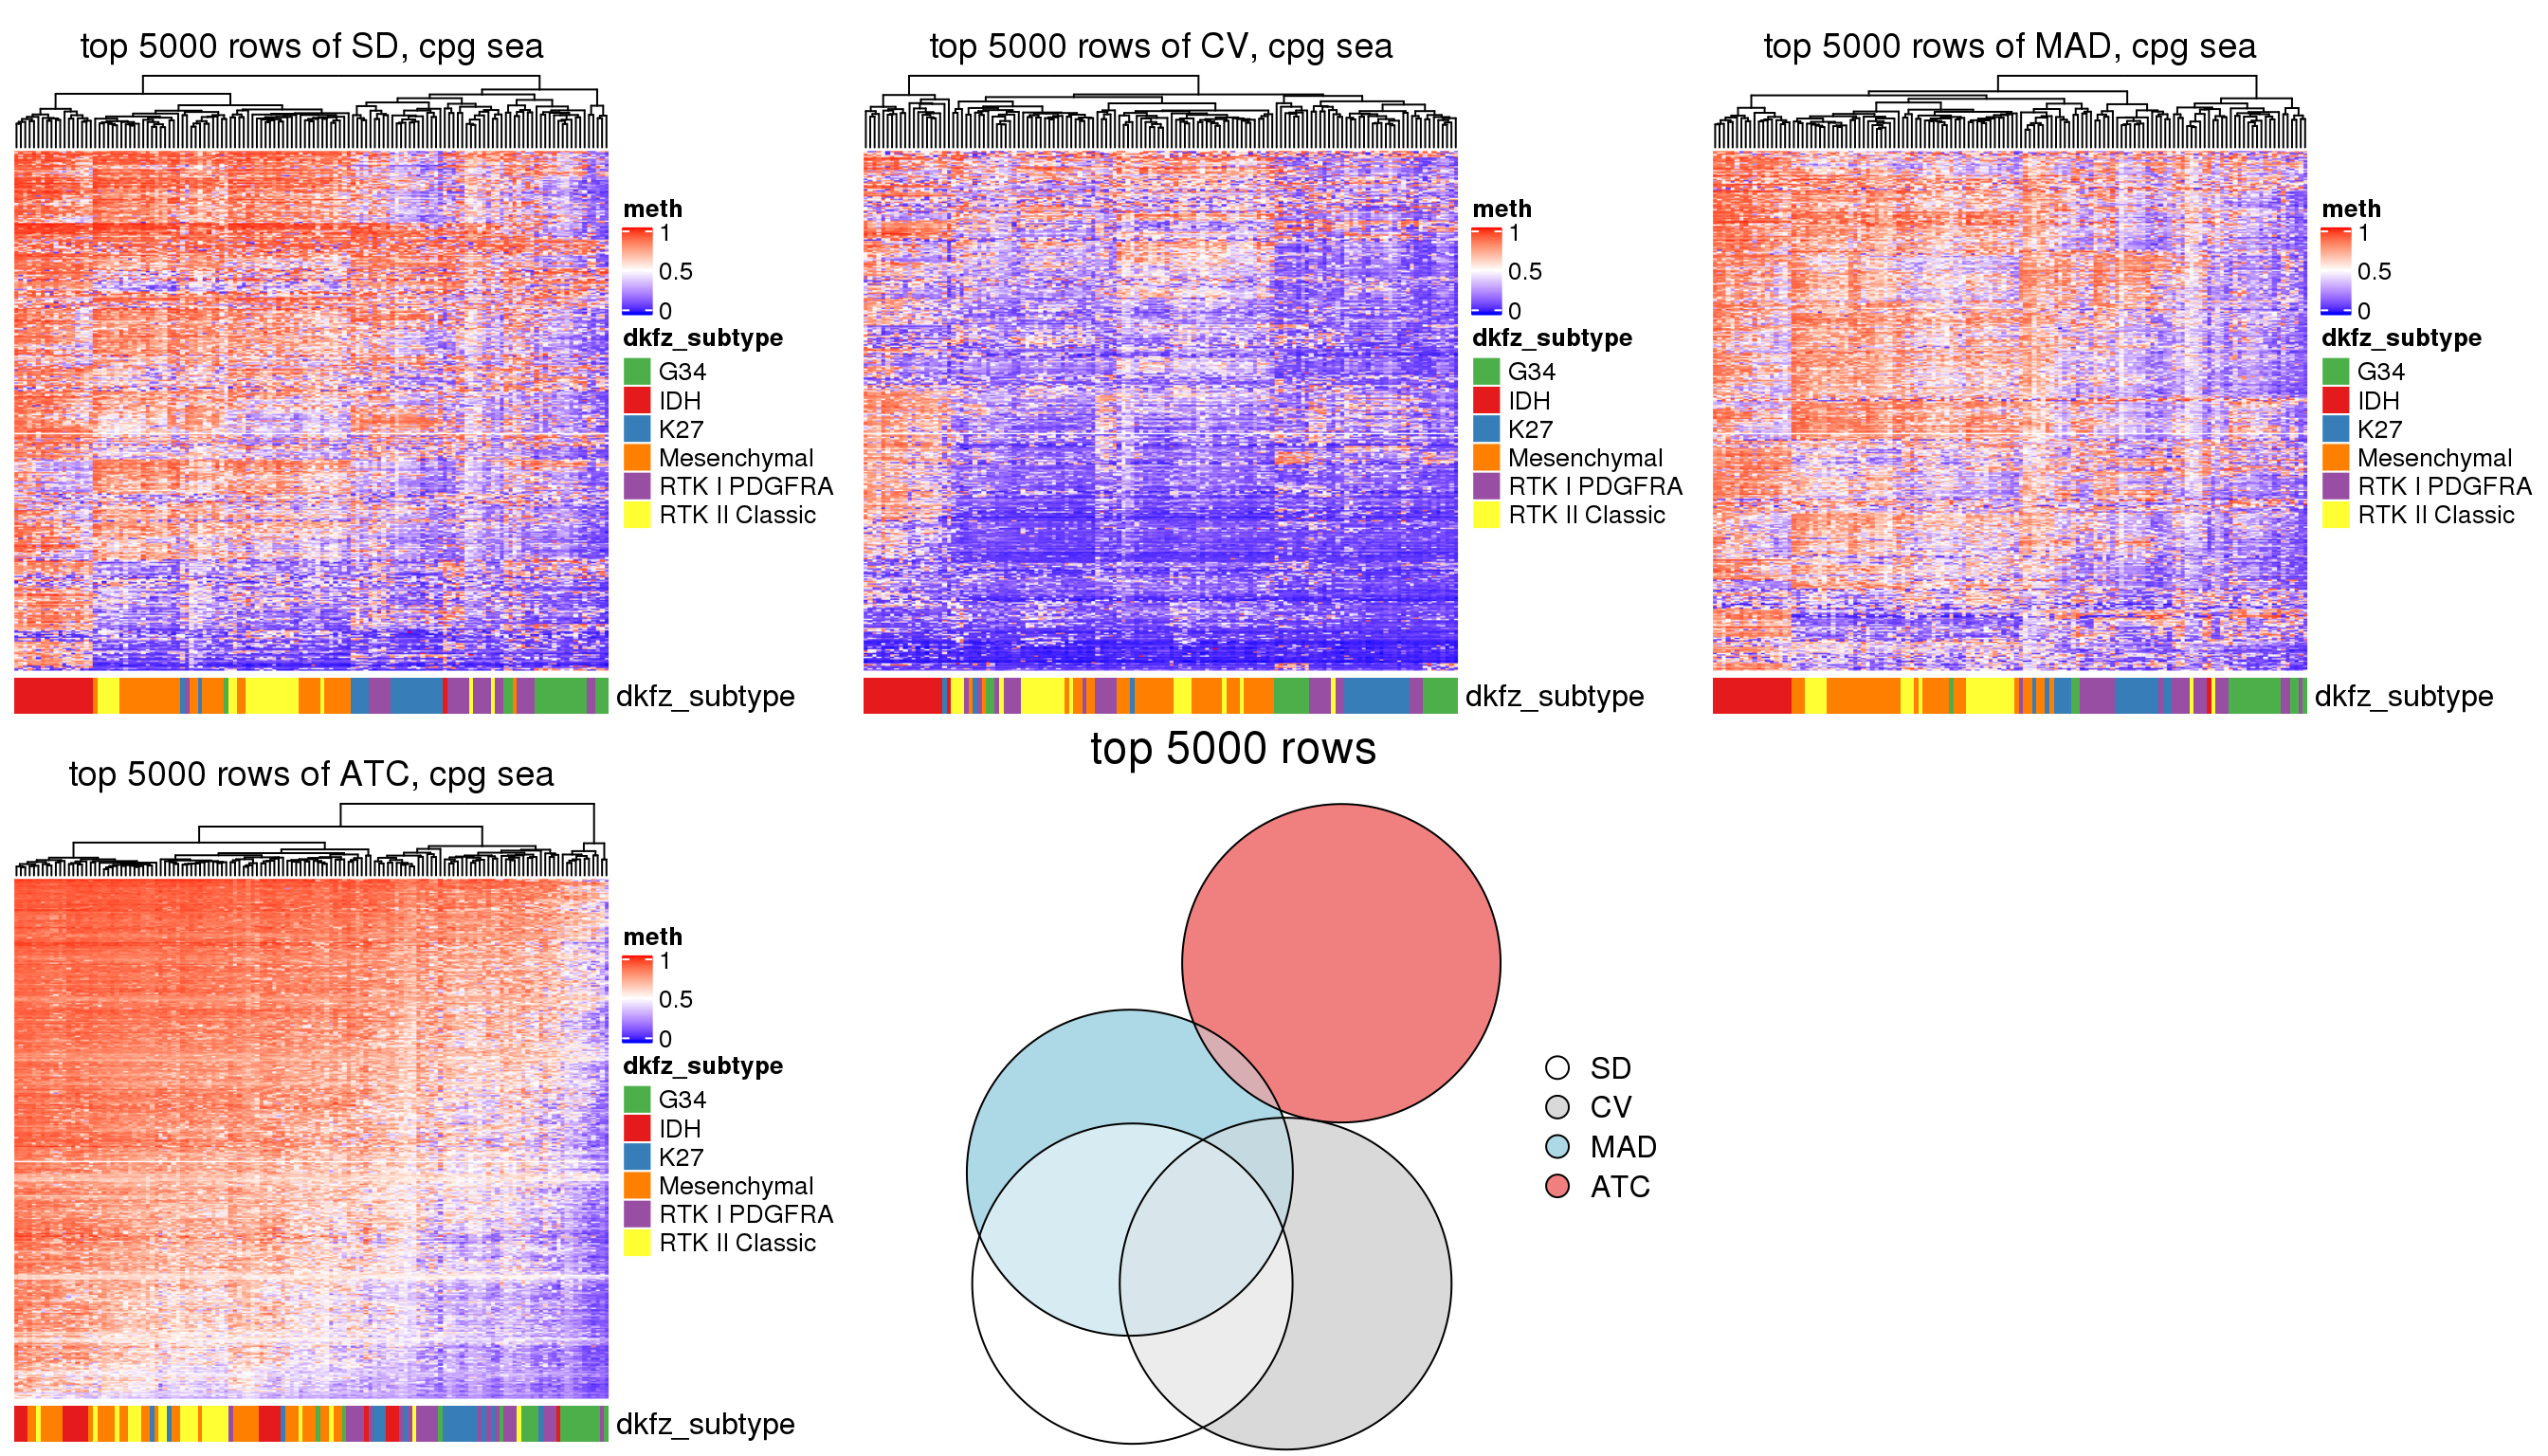 top 5000 rows of SD, cpg sea
meth
1
0.5
0
dkfz_subtype
G34
IDH
K27
Mesenchymal
RTK I PDGFRA
RTK II Classic
dkfz_subtype
top 5000 rows of CV, cpg sea
meth
1
0.5
0
dkfz_subtype
G34
IDH
K27
Mesenchymal
RTK I PDGFRA
RTK II Classic
dkfz_subtype
top 5000 rows of MAD, cpg sea
meth
1
0.5
0
dkfz_subtype
G34
IDH
K27
Mesenchymal
RTK I PDGFRA
RTK II Classic
dkfz_subtype
top 5000 rows of ATC, cpg sea
meth
1
0.5
0
dkfz_subtype
G34
IDH
K27
Mesenchymal
RTK I PDGFRA
RTK II Classic
dkfz_subtype
top 5000 rows
SD
CV
MAD
ATC